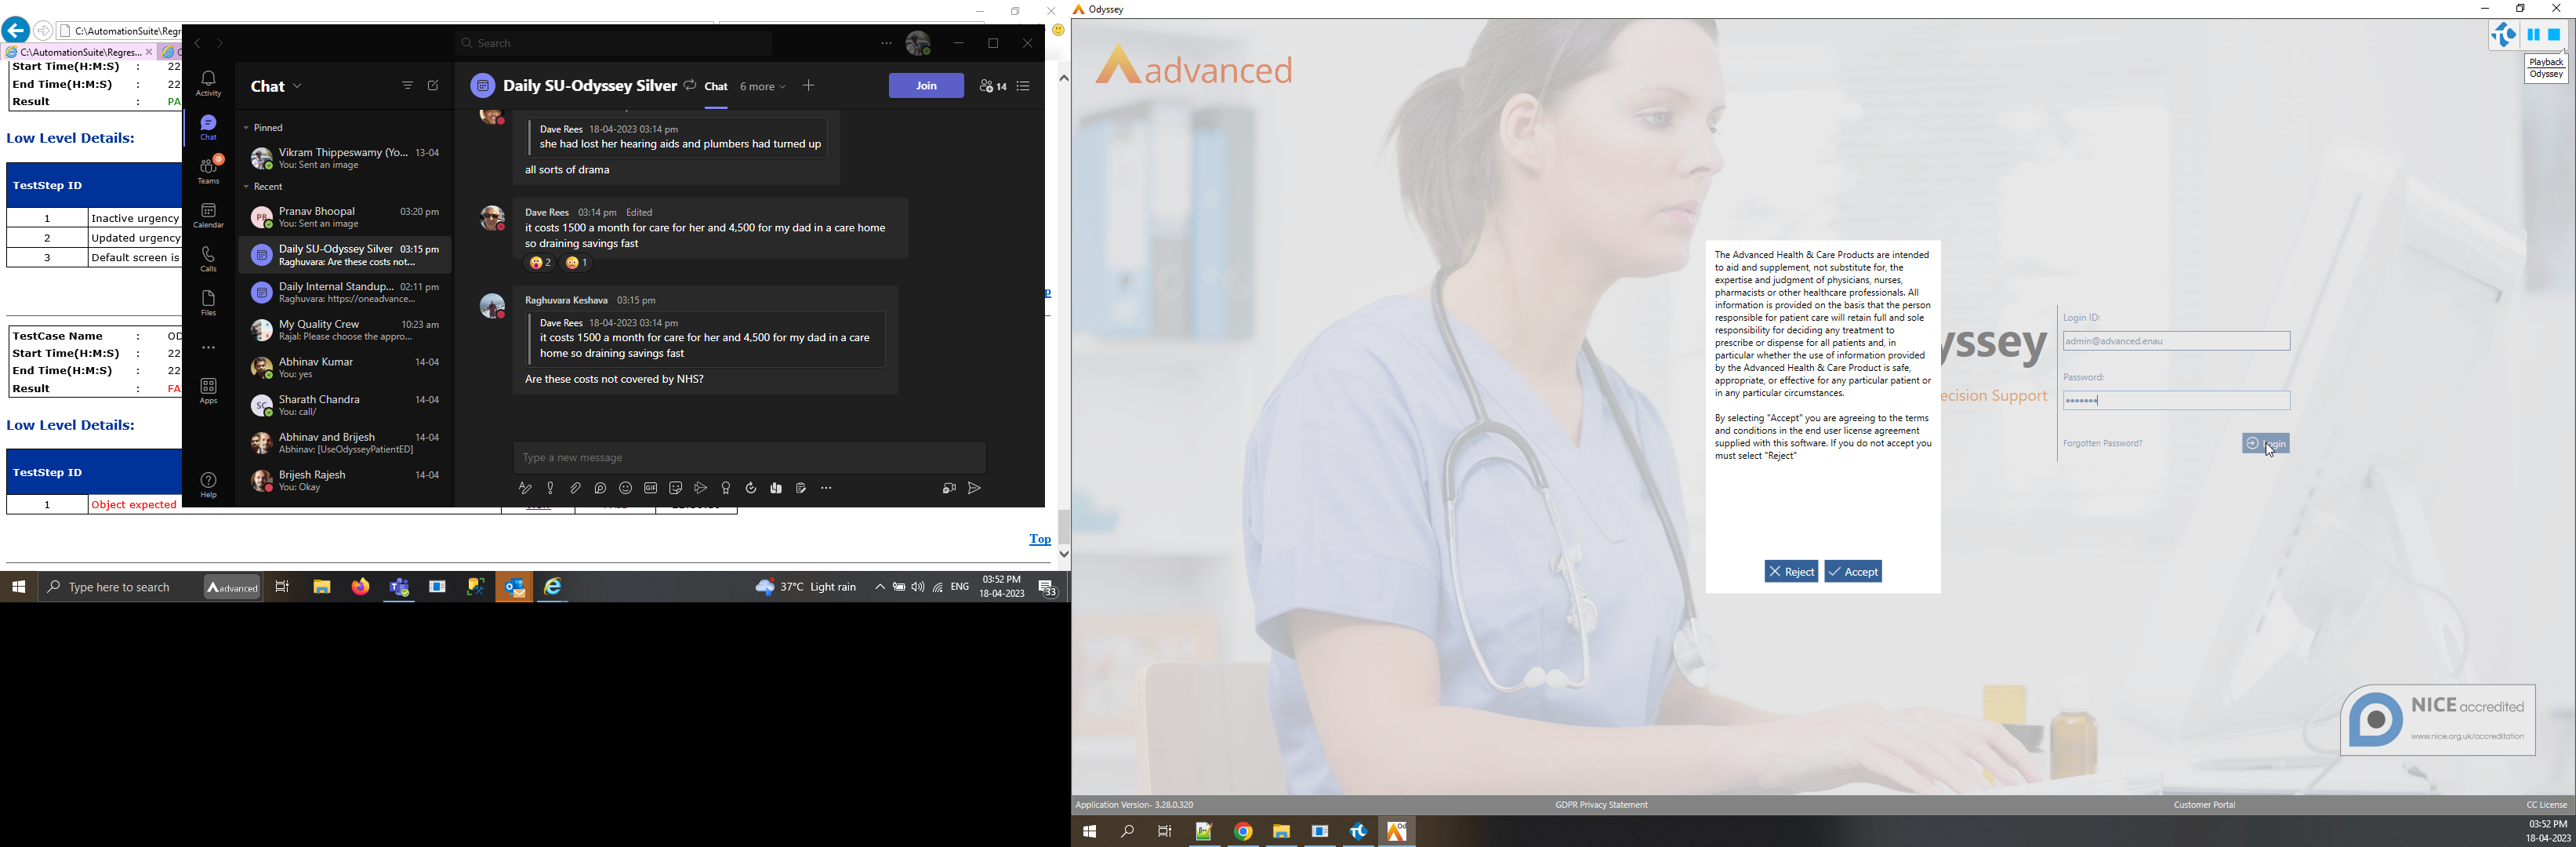 C:\AutomationSuite\Regr
C:\AutomationSuite\Regres...
Start Time(H:M:S) : 22
End Time(H:M:S) : 22
Result : PA
Low Level Details:
TestStep ID
1 Inactive urgency
2 Updated urgency
3 Default screen is
TestCase Name : OD
Start Time(H:M:S) : 22
End Time(H:M:S) : 22
Result : FA
Low Level Details:
TestStep ID
1 Object expected
Top
Search
Activity
Chat
Teams
Calendar
Calls
Files
Apps
Help
Chat
Pinned
Vikram Thippeswamy (Yo... 13-04
You: Sent an image
Recent
PB
Pranav Bhoopal 03:20 pm
You: Sent an image
Daily SU-Odyssey Silver 03:15 pm
Raghuvara: Are these costs not...
Daily Internal Standup... 02:11 pm
Raghuvara: https://oneadvance...
My Quality Crew 10:23 am
Rajal: Please choose the appro...
Abhinav Kumar 14-04
You: yes
SC
Sharath Chandra 14-04
You: call/
Abhinav and Brijesh 14-04
Abhinav: [UseOdysseyPatientED]
Brijesh Rajesh 14-04
You: Okay
Daily SU-Odyssey Silver Chat 6 more Join 14
Dave Rees 18-04-2023 03:14 pm
she had lost her hearing aids and plumbers had turned up
all sorts of drama
Dave Rees 03:14 pm Edited
it costs 1500 a month for care for her and 4,500 for my dad in a care home
so draining savings fast
2 1
Raghuvara Keshava 03:15 pm
Dave Rees 18-04-2023 03:14 pm
it costs 1500 a month for care for her and 4,500 for my dad in a care
home so draining savings fast
Are these costs not covered by NHS?
Type a new message
GIF
Type here to search
advanced
37°C Light rain
ENG
03:52 PM
18-04-2023
33
Odyssey
advanced
Playback
Odyssey
The Advanced Health & Care Products are intended
to aid and supplement, not substitute for, the
expertise and judgment of physicians, nurses,
pharmacists or other healthcare professionals. All
information is provided on the basis that the person
responsible for patient care will retain full and sole
responsibility for deciding any treatment to
prescribe or dispense for all patients and, in
particular whether the use of information provided
by the Advanced Health & Care Product is safe,
appropriate, or effective for any particular patient or
in any particular circumstances.
By selecting "Accept" you are agreeing to the terms
and conditions in the end user license agreement
supplied with this software. If you do not accept you
must select "Reject"
Reject Accept
yssey
ecision Support
Login ID:
admin@advanced.enau
Password:
Forgotten Password?
Login
NICE accredited
www.nice.org.uk/accreditation
Application Version- 3.28.0.320
GDPR Privacy Statement
Customer Portal
CC License
03:52 PM
18-04-2023